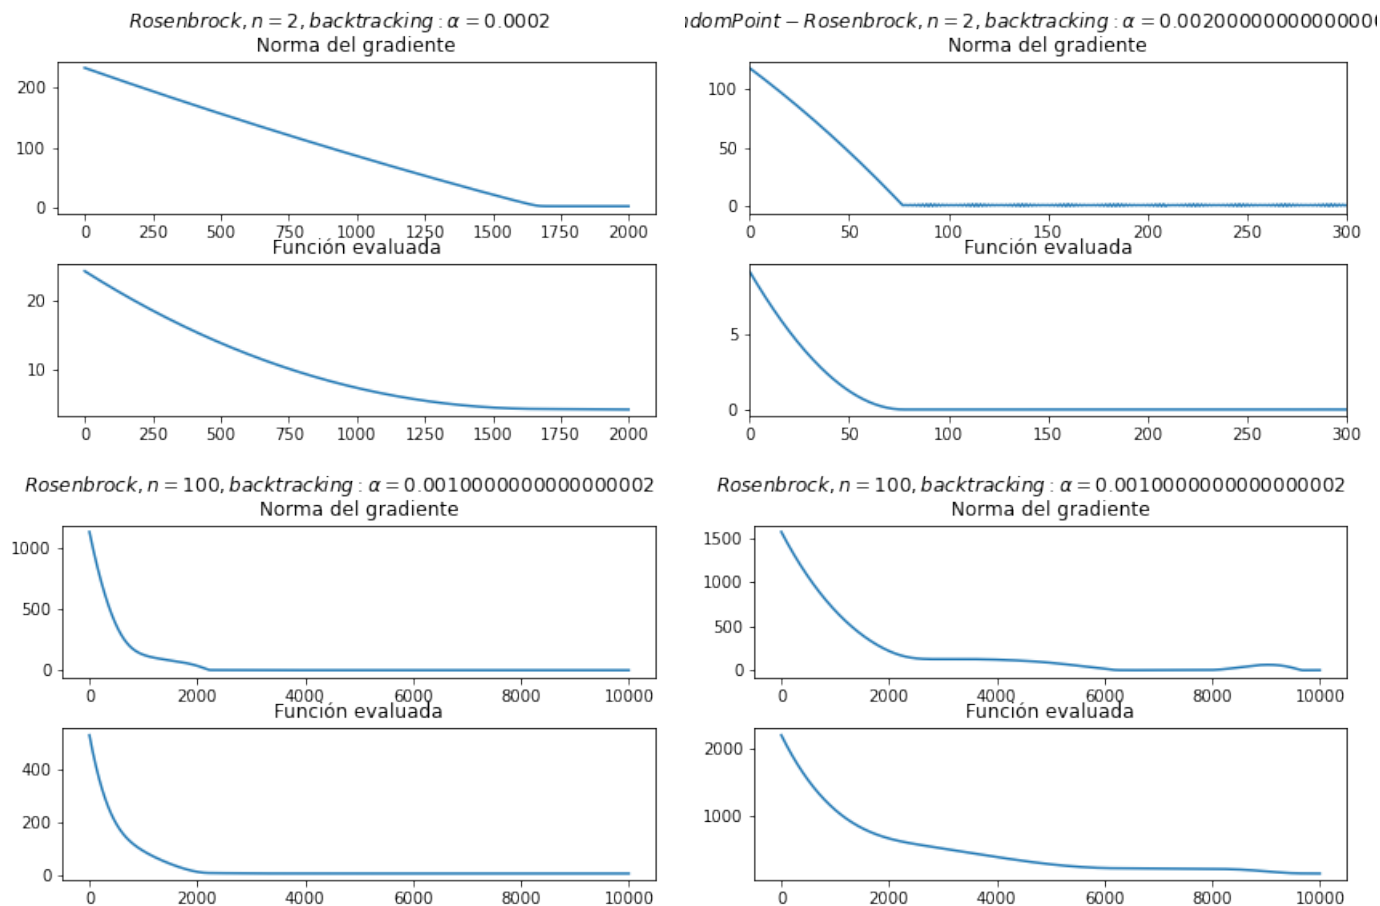 Rosenbrock, n = 2, backtracking : α = 0.0002
Norma del gradiente
200
100
0
0 250 500 750 1000 1250 1500 1750 2000
Función evaluada
20
10
0 250 500 750 1000 1250 1500 1750 2000
ndomPoint − Rosenbrock, n = 2, backtracking : α = 0.002000000000000000
Norma del gradiente
100
50
0
0 50 100 150 200 250 300
Función evaluada
5
0
0 50 100 150 200 250 300
Rosenbrock, n = 100, backtracking : α = 0.0010000000000000002
Norma del gradiente
1000
500
0
0 2000 4000 6000 8000 10000
Función evaluada
400
200
0
0 2000 4000 6000 8000 10000
Rosenbrock, n = 100, backtracking : α = 0.0010000000000000002
Norma del gradiente
1500
1000
500
0
0 2000 4000 6000 8000 10000
Función evaluada
2000
1000
0 2000 4000 6000 8000 10000